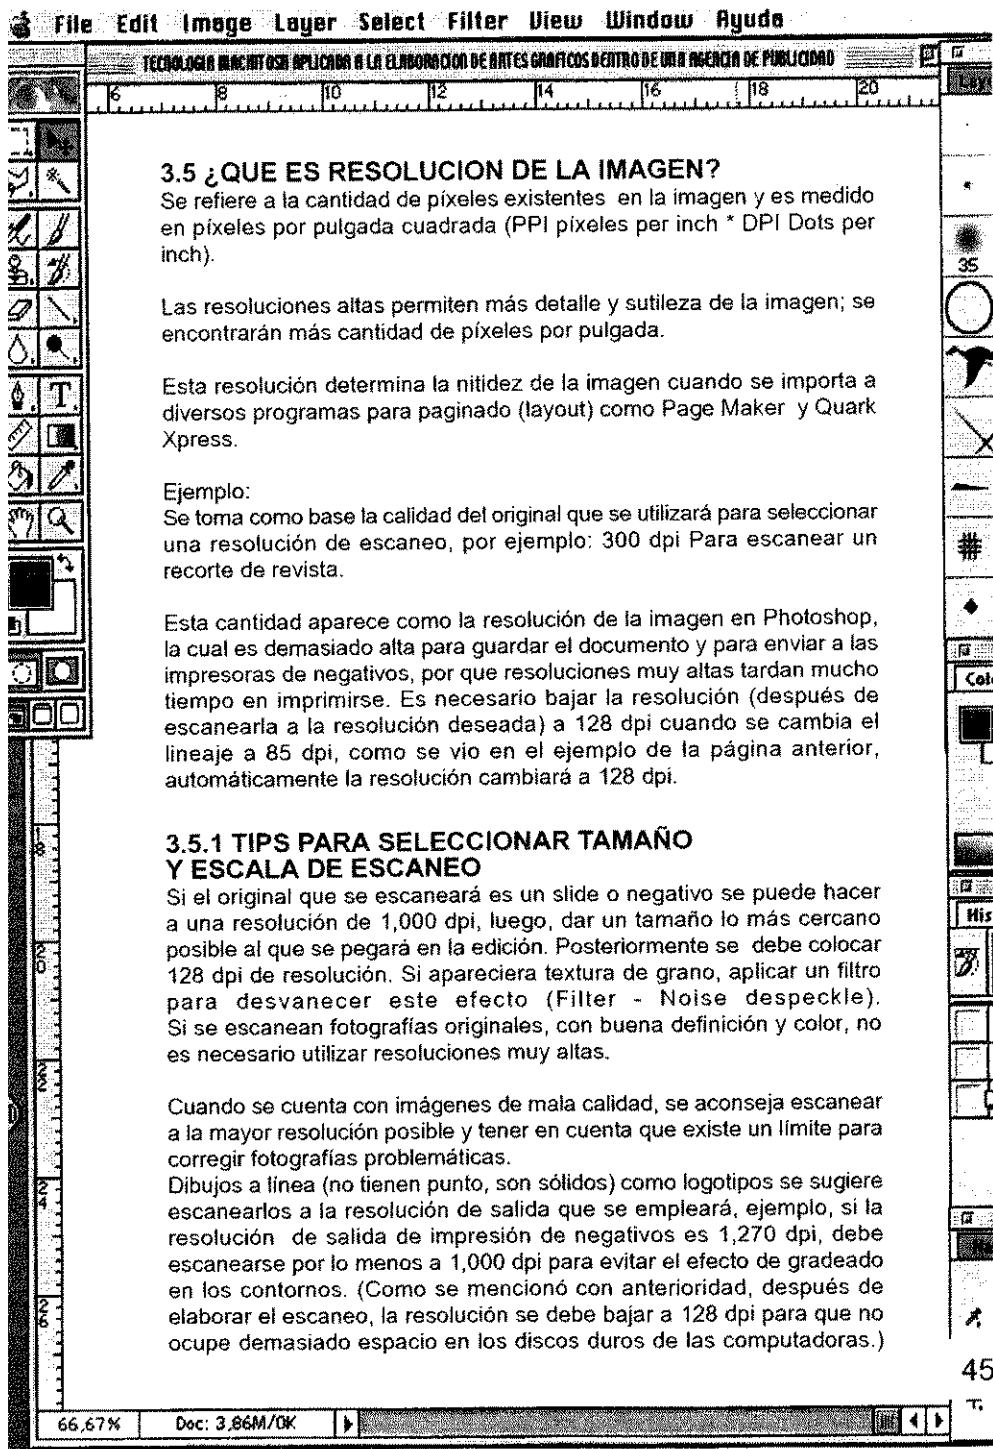 File Edit Image Layer Select Filter View Window Ayuda
TECNOLOGIA MACINTOSH APLICADA A LA ELABORACION DE ARTES GRAFICOS DENTRO DE UNA AGENCIA DE PUBLICIDAD
6 8 10 12 14 16 18 20
3.5 ¿QUE ES RESOLUCION DE LA IMAGEN?
Se refiere a la cantidad de píxeles existentes en la imagen y es medido
en píxeles por pulgada cuadrada (PPI píxeles per inch * DPI Dots per
inch).
35
Las resoluciones altas permiten más detalle y sutileza de la imagen; se
encontrarán más cantidad de píxeles por pulgada.
Esta resolución determina la nitidez de la imagen cuando se importa a
diversos programas para paginado (layout) como Page Maker y Quark
Xpress.
Ejemplo:
Se toma como base la calidad del original que se utilizará para seleccionar
una resolución de escaneo, por ejemplo: 300 dpi Para escanear un
recorte de revista.
Esta cantidad aparece como la resolución de la imagen en Photoshop,
la cual es demasiado alta para guardar el documento y para enviar a las
impresoras de negativos, por que resoluciones muy altas tardan mucho
tiempo en imprimirse. Es necesario bajar la resolución (después de
escanearla a la resolución deseada) a 128 dpi cuando se cambia el
lineaje a 85 dpi, como se vio en el ejemplo de la página anterior,
automáticamente la resolución cambiará a 128 dpi.
3.5.1 TIPS PARA SELECCIONAR TAMAÑO
Y ESCALA DE ESCANEO
Si el original que se escaneará es un slide o negativo se puede hacer
a una resolución de 1,000 dpi, luego, dar un tamaño lo más cercano
posible al que se pegará en la edición. Posteriormente se debe colocar
128 dpi de resolución. Si apareciera textura de grano, aplicar un filtro
para desvanecer este efecto (Filter - Noise despeckle).
Si se escanean fotografías originales, con buena definición y color, no
es necesario utilizar resoluciones muy altas.
Cuando se cuenta con imágenes de mala calidad, se aconseja escanear
a la mayor resolución posible y tener en cuenta que existe un límite para
corregir fotografías problemáticas.
Dibujos a línea (no tienen punto, son sólidos) como logotipos se sugiere
escanearlos a la resolución de salida que se empleará, ejemplo, si la
resolución de salida de impresión de negativos es 1,270 dpi, debe
escanearse por lo menos a 1,000 dpi para evitar el efecto de gradeado
en los contornos. (Como se mencionó con anterioridad, después de
elaborar el escaneo, la resolución se debe bajar a 128 dpi para que no
ocupe demasiado espacio en los discos duros de las computadoras.)
45
66,67% Doc: 3,86M/0K